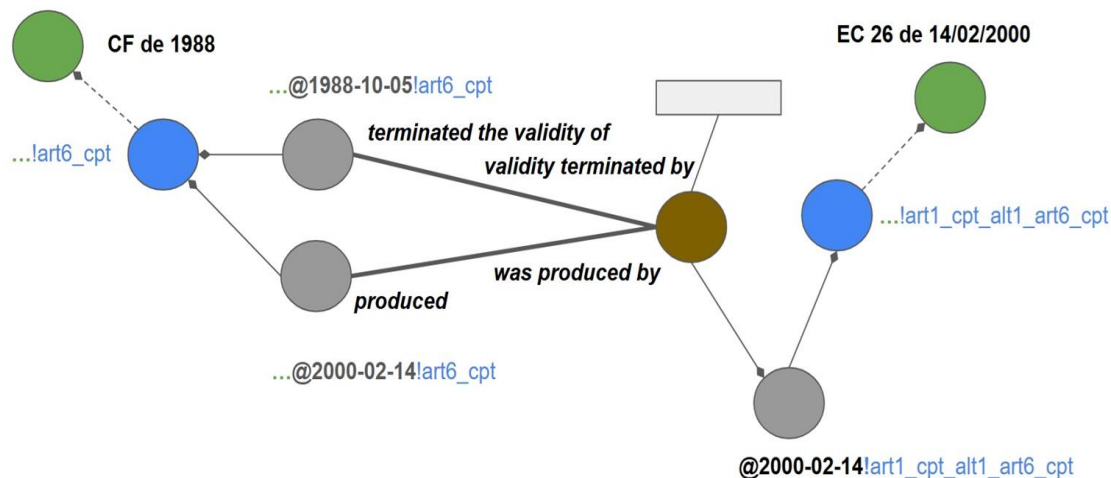 CF de 1988
EC 26 de 14/02/2000
...@1988-10-05!art6_cpt
terminated the validity of
...!art6_cpt
validity terminated by
...!art1_cpt_alt1_art6_cpt
was produced by
produced
...@2000-02-14!art6_cpt
@2000-02-14!art1_cpt_alt1_art6_cpt